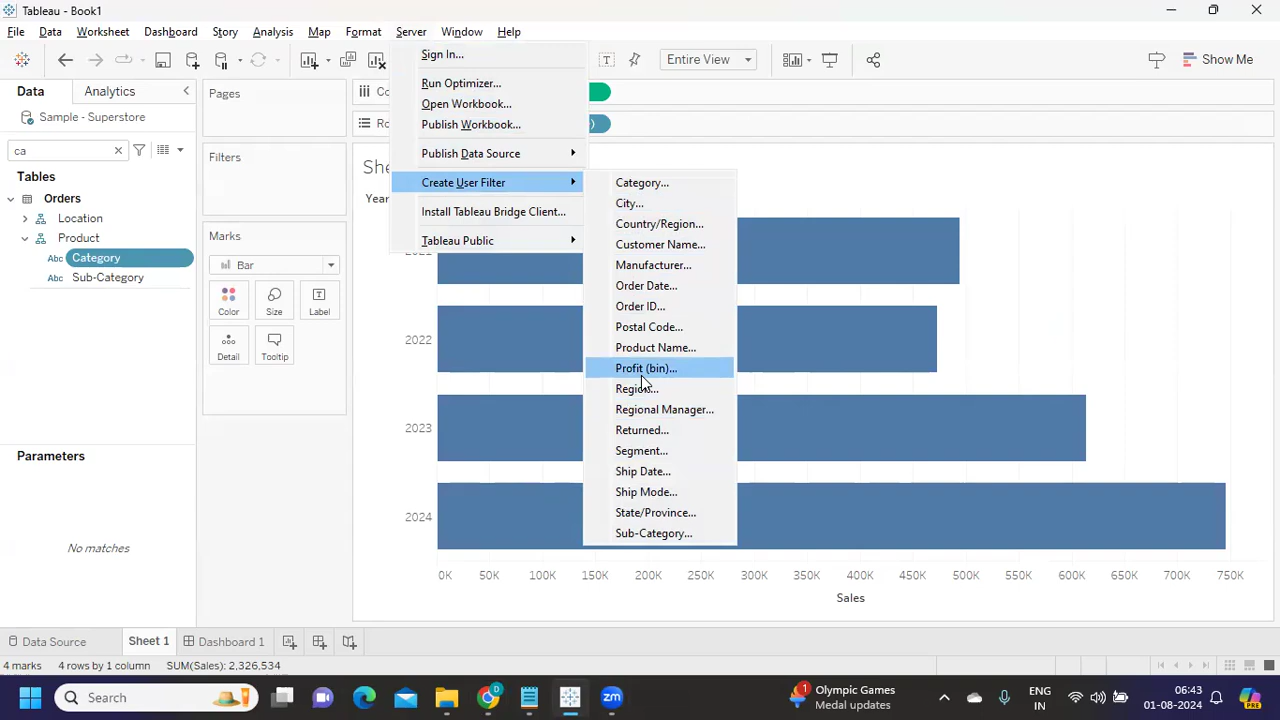 Tableau - Book1
File Data Worksheet Dashboard Story Analysis Map Format Server Window Help
Entire View
Show Me
Data
Analytics
Sample - Superstore
ca
Tables
Orders
Location
Product
Abc Category
Abc Sub-Category
Parameters
No matches
Pages
Filters
Marks
Bar
Color
Size
Label
Detail
Tooltip
Sign In...
Run Optimizer...
Open Workbook...
Publish Workbook...
Publish Data Source
Create User Filter
Install Tableau Bridge Client...
Tableau Public
Category...
City...
Country/Region...
Customer Name...
Manufacturer...
Order Date...
Order ID...
Postal Code...
Product Name...
Profit (bin)...
Region...
Regional Manager...
Returned...
Segment...
Ship Date...
Ship Mode...
State/Province...
Sub-Category...
2022
2023
2024
0K 50K 100K 150K 200K 250K 300K 350K 400K 450K 500K 550K 600K 650K 700K 750K
Sales
Data Source
Sheet 1
Dashboard 1
4 marks 4 rows by 1 column SUM(Sales): 2,326,534
Search
Olympic Games
Medal updates
ENG
IN
06:43
01-08-2024